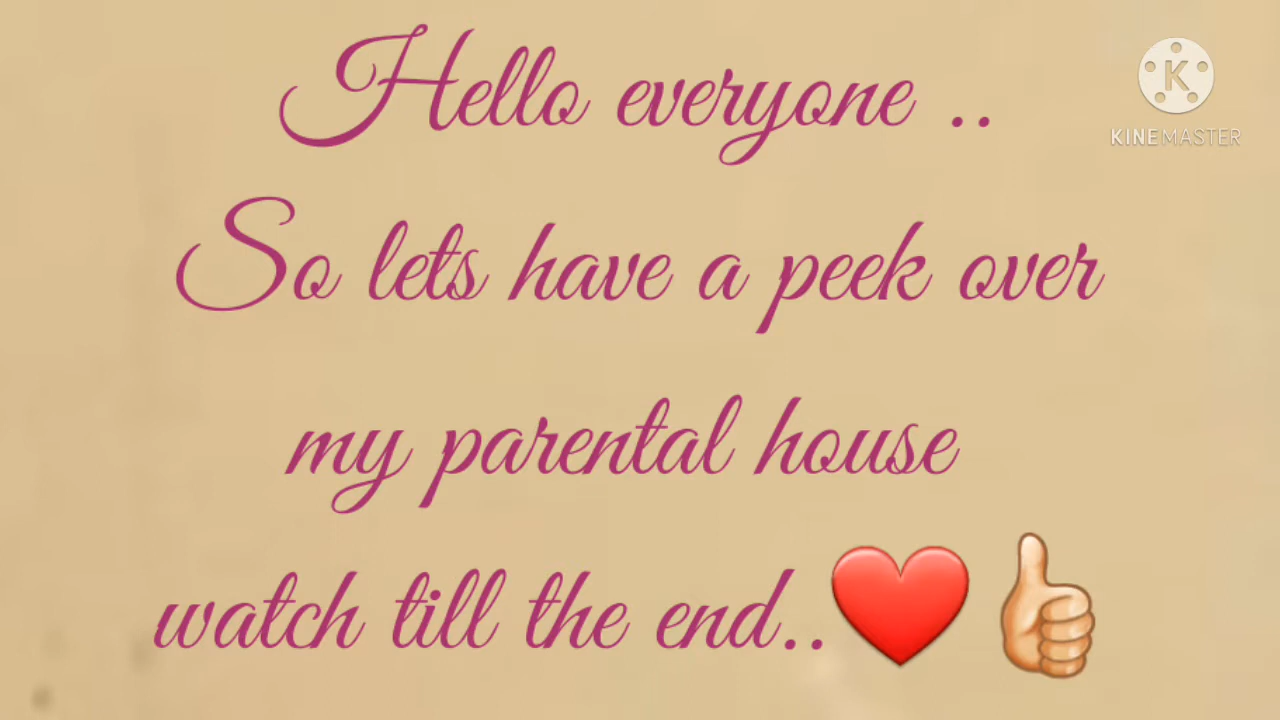 Hello everyone ..
KINEMASTER
So lets have a peek over
my parental house
watch till the end..❤️👍🏻